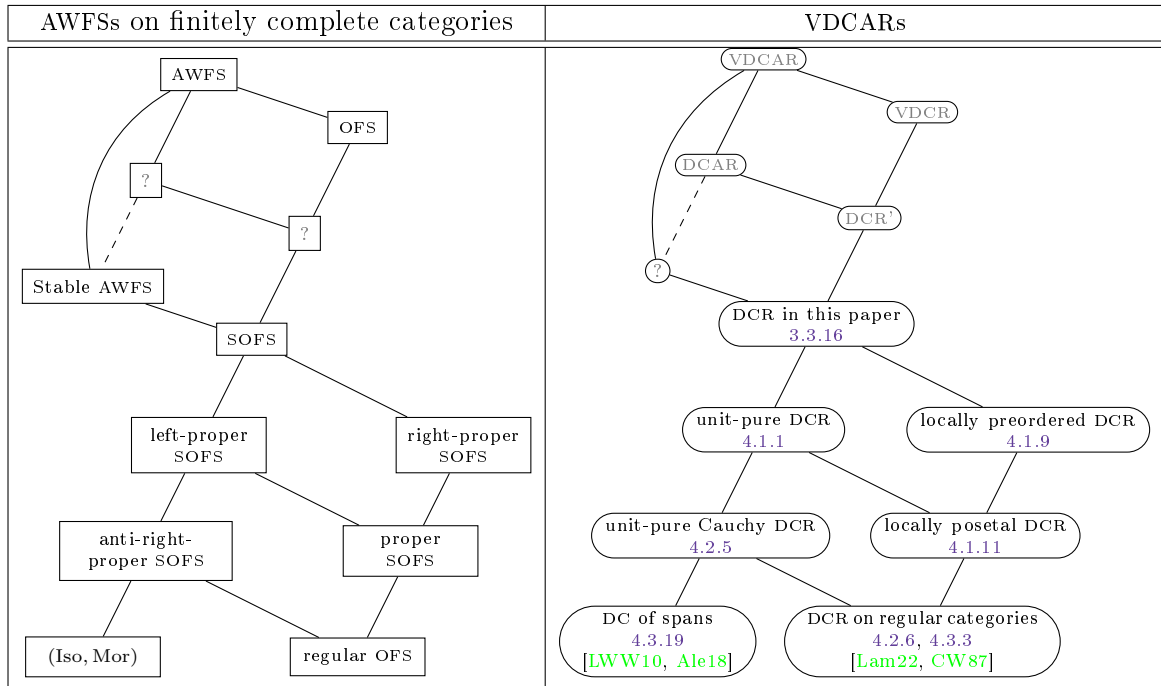 AWFSs on finitely complete categories
VDCARs
AWFS
OFS
?
?
Stable AWFS
SOFS
left-proper
SOFS
right-proper
SOFS
anti-right-
proper SOFS
proper
SOFS
(Iso, Mor)
regular OFS
VDCAR
VDCR
DCAR
DCR'
?
DCR in this paper
3.3.16
unit-pure DCR
4.1.1
locally preordered DCR
4.1.9
unit-pure Cauchy DCR
4.2.5
locally posetal DCR
4.1.11
DC of spans
4.3.19
[LWW10, Ale18]
DCR on regular categories
4.2.6, 4.3.3
[Lam22, CW87]